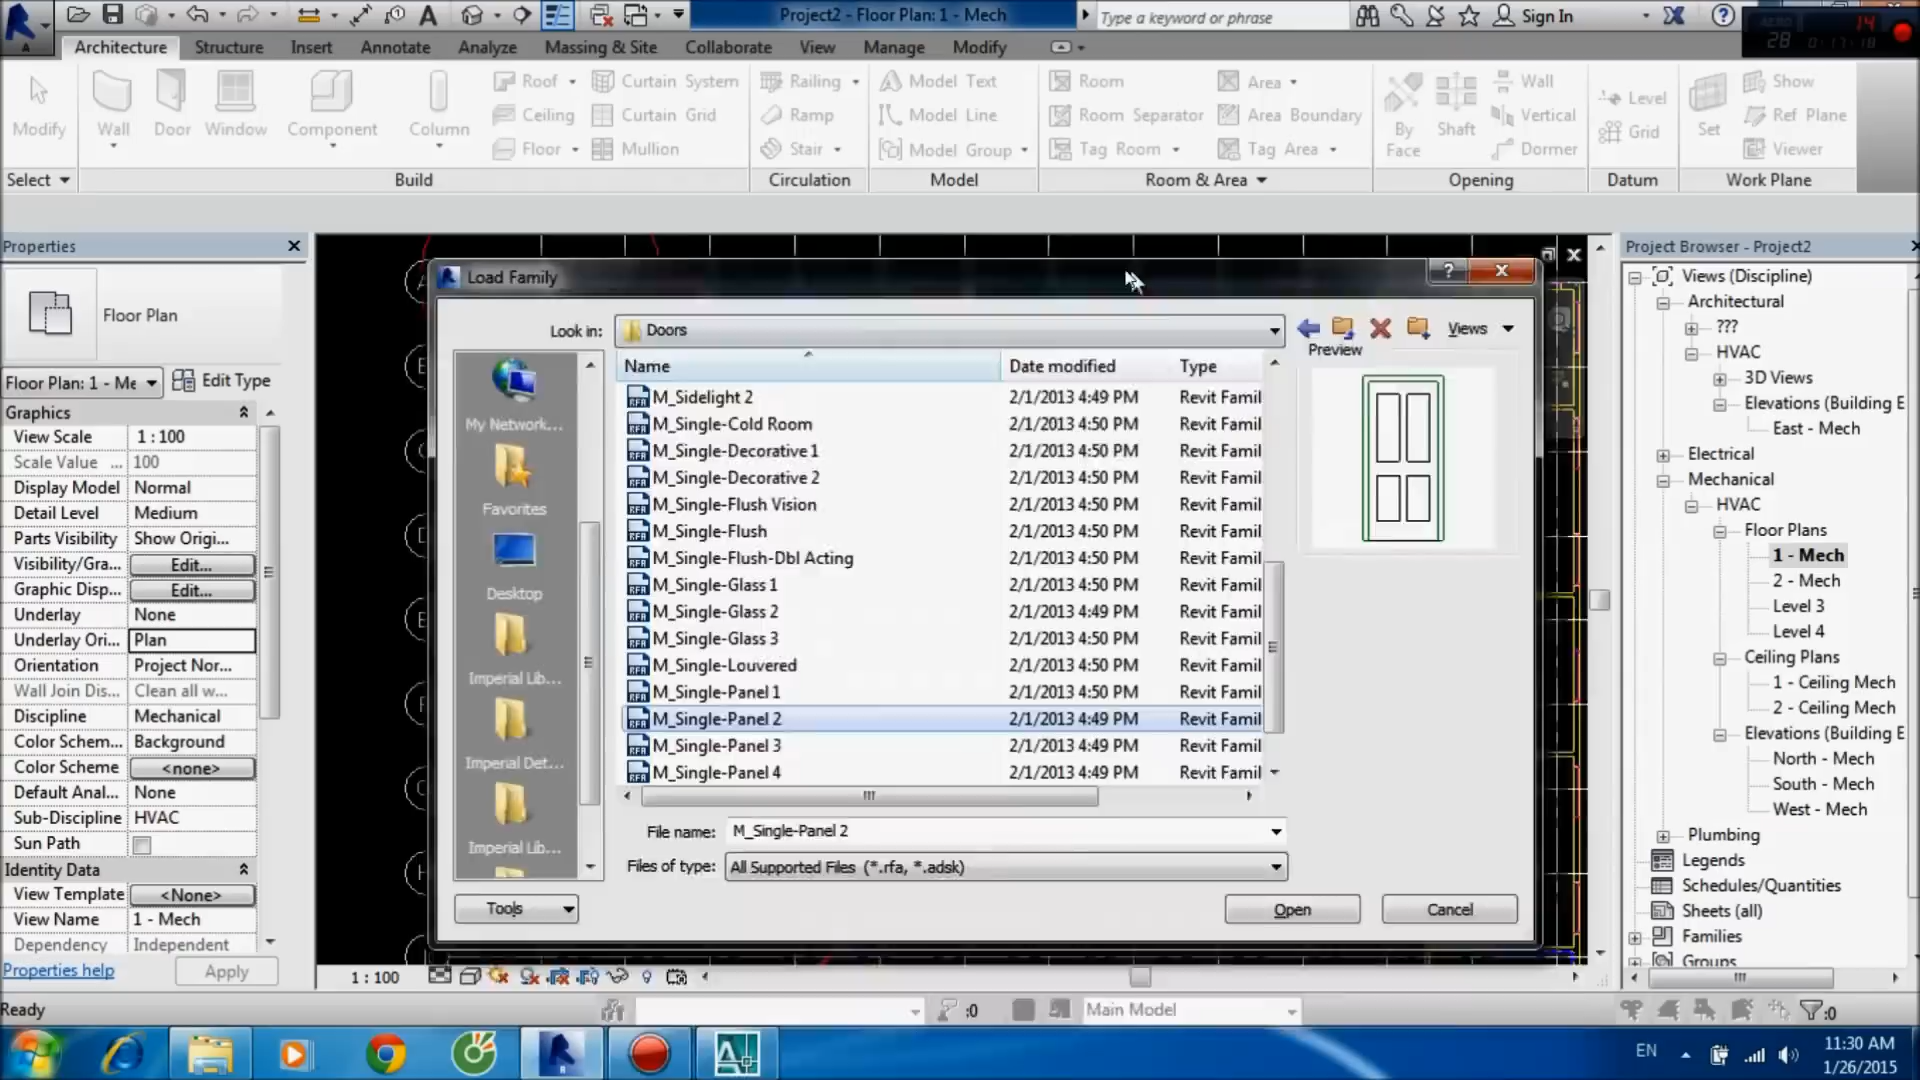 Project2 - Floor Plan: 1 - Mech
Type a keyword or phrase
Sign In
14
28
0:17:18
Architecture
Structure
Insert
Annotate
Analyze
Massing & Site
Collaborate
View
Manage
Modify
Modify
Wall
Door
Window
Component
Column
Roof
Ceiling
Floor
Curtain System
Curtain Grid
Mullion
Railing
Ramp
Stair
Model Text
Model Line
Model Group
Room
Room Separator
Tag Room
Area
Area Boundary
Tag Area
By Face
Shaft
Wall
Vertical
Dormer
Level
Grid
Set
Show
Ref Plane
Viewer
Select
Build
Circulation
Model
Room & Area
Opening
Datum
Work Plane
Properties
Floor Plan
Floor Plan: 1 - Me
Edit Type
Graphics
View Scale 1 : 100
Scale Value ... 100
Display Model Normal
Detail Level Medium
Parts Visibility Show Origi...
Visibility/Gra... Edit...
Graphic Disp... Edit...
Underlay None
Underlay Ori... Plan
Orientation Project Nor...
Wall Join Dis... Clean all w...
Discipline Mechanical
Color Schem... Background
Color Scheme <none>
Default Anal... None
Sub-Discipline HVAC
Sun Path
Identity Data
View Template <None>
View Name 1 - Mech
Dependency Independent
Properties help
Apply
Load Family
Look in:
Doors
Views
Preview
My Network...
Favorites
Desktop
Imperial Lib...
Imperial Det...
Imperial Lib...
Name Date modified Type
M_Sidelight 2 2/1/2013 4:49 PM Revit Famil
M_Single-Cold Room 2/1/2013 4:50 PM Revit Famil
M_Single-Decorative 1 2/1/2013 4:50 PM Revit Famil
M_Single-Decorative 2 2/1/2013 4:50 PM Revit Famil
M_Single-Flush Vision 2/1/2013 4:50 PM Revit Famil
M_Single-Flush 2/1/2013 4:50 PM Revit Famil
M_Single-Flush-Dbl Acting 2/1/2013 4:50 PM Revit Famil
M_Single-Glass 1 2/1/2013 4:50 PM Revit Famil
M_Single-Glass 2 2/1/2013 4:49 PM Revit Famil
M_Single-Glass 3 2/1/2013 4:50 PM Revit Famil
M_Single-Louvered 2/1/2013 4:50 PM Revit Famil
M_Single-Panel 1 2/1/2013 4:50 PM Revit Famil
M_Single-Panel 2 2/1/2013 4:49 PM Revit Famil
M_Single-Panel 3 2/1/2013 4:49 PM Revit Famil
M_Single-Panel 4 2/1/2013 4:49 PM Revit Famil
File name: M_Single-Panel 2
Files of type: All Supported Files (*.rfa, *.adsk)
Tools
Open
Cancel
Project Browser - Project2
Views (Discipline)
Architectural
???
HVAC
3D Views
Elevations (Building E
East - Mech
Electrical
Mechanical
HVAC
Floor Plans
1 - Mech
2 - Mech
Level 3
Level 4
Ceiling Plans
1 - Ceiling Mech
2 - Ceiling Mech
Elevations (Building E
North - Mech
South - Mech
West - Mech
Plumbing
Legends
Schedules/Quantities
Sheets (all)
Families
Groups
1 : 100
Ready
:0
Main Model
:0
EN
11:30 AM
1/26/2015